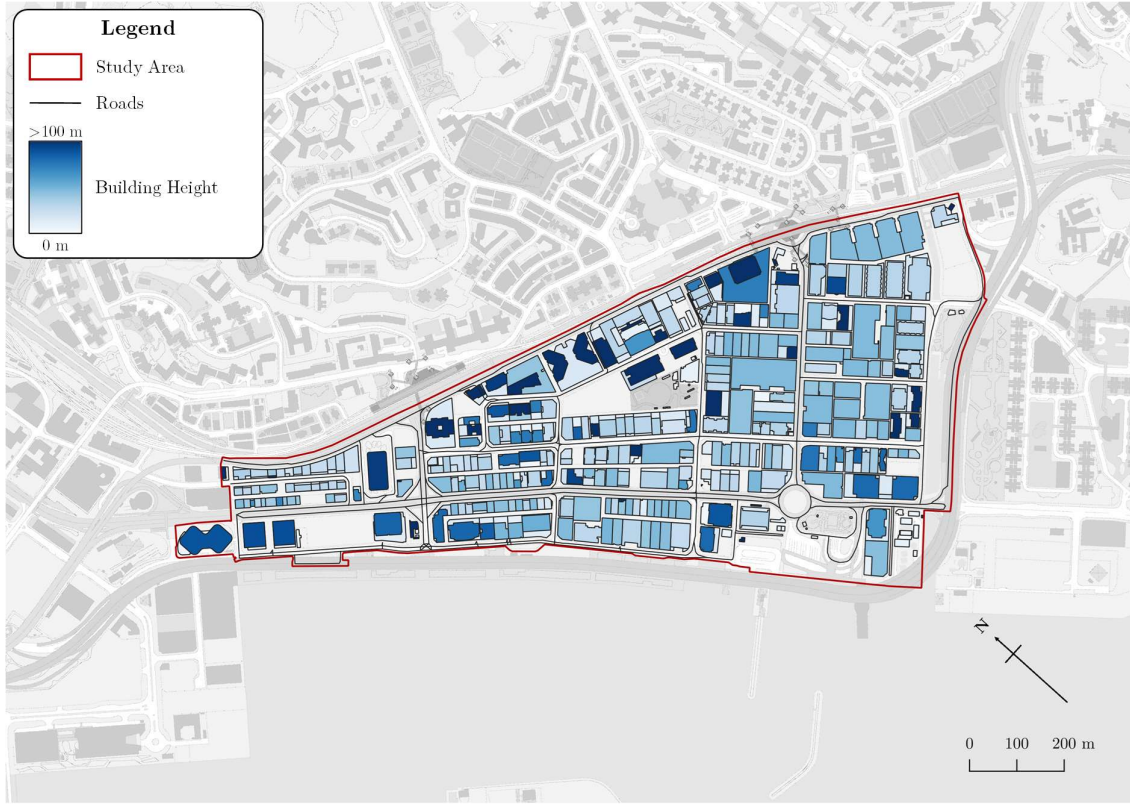 Legend
Study Area
Roads
>100 m
Building Height
0 m
N
0 100 200 m